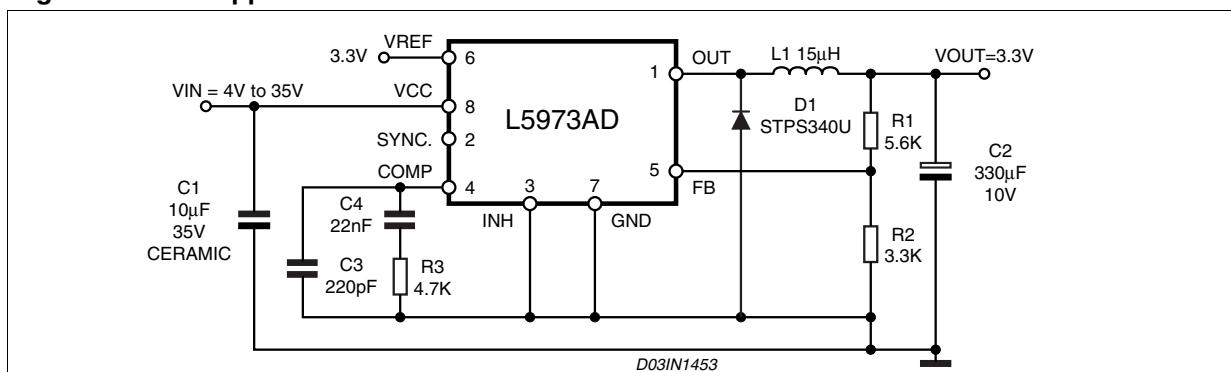 VREF
3.3V
6
VIN = 4V to 35V
VCC
8
SYNC.
2
COMP
4
L5973AD
3
7
INH
GND
1
OUT
5
FB
L1 15µH
VOUT=3.3V
D1
STPS340U
R1
5.6K
C2
330µF
10V
R2
3.3K
C1
10µF
35V
CERAMIC
C4
22nF
C3
220pF
R3
4.7K
D03IN1453